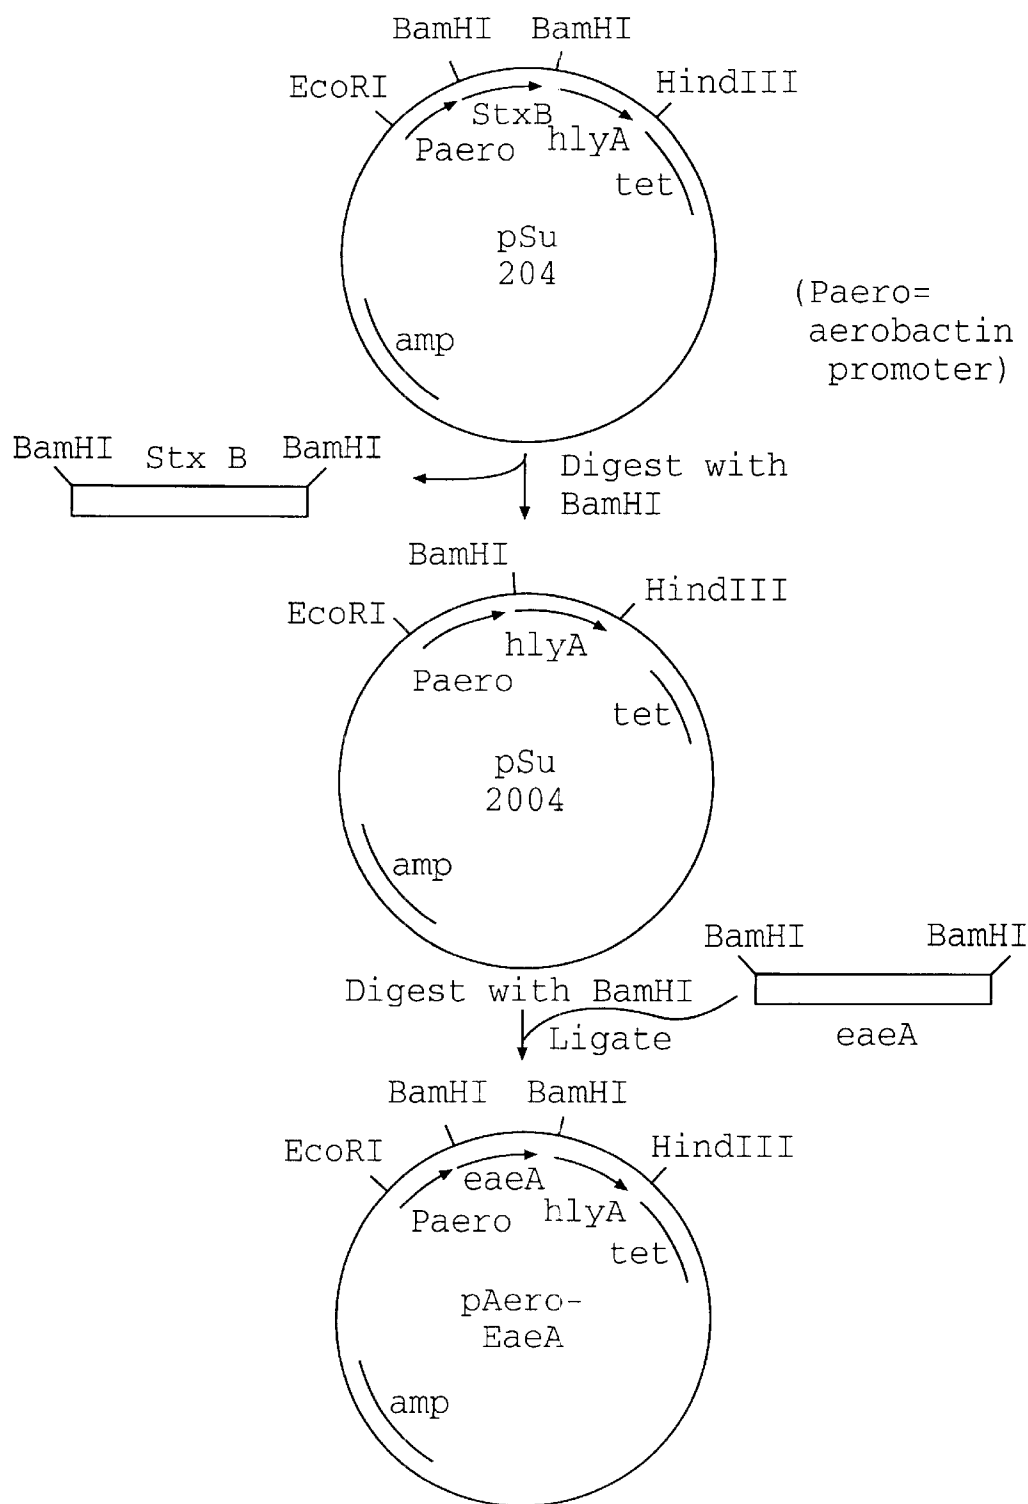 BamHI BamHI
EcoRI HindIII
StxB
Paero hlyA
tet
pSu
204
(Paero=
aerobactin
promoter)
amp
BamHI Stx B BamHI
Digest with
BamHI
BamHI
EcoRI HindIII
hlyA
Paero
tet
pSu
2004
amp
BamHI BamHI
Digest with BamHI
Ligate eaeA
BamHI BamHI
EcoRI HindIII
eaeA
Paero hlyA
tet
pAero-
EaeA
amp